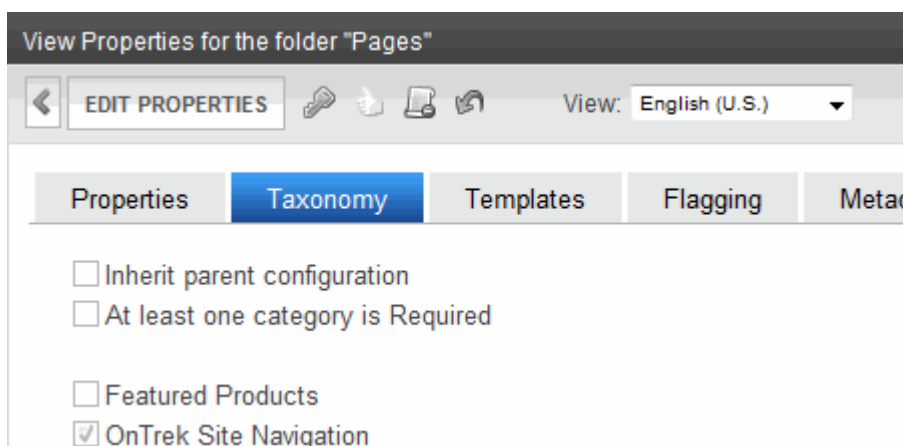 View Properties for the folder "Pages"
EDIT PROPERTIES View: English (U.S.)
Properties Taxonomy Templates Flagging
Inherit parent configuration
At least one category is Required
Featured Products
OnTrek Site Navigation